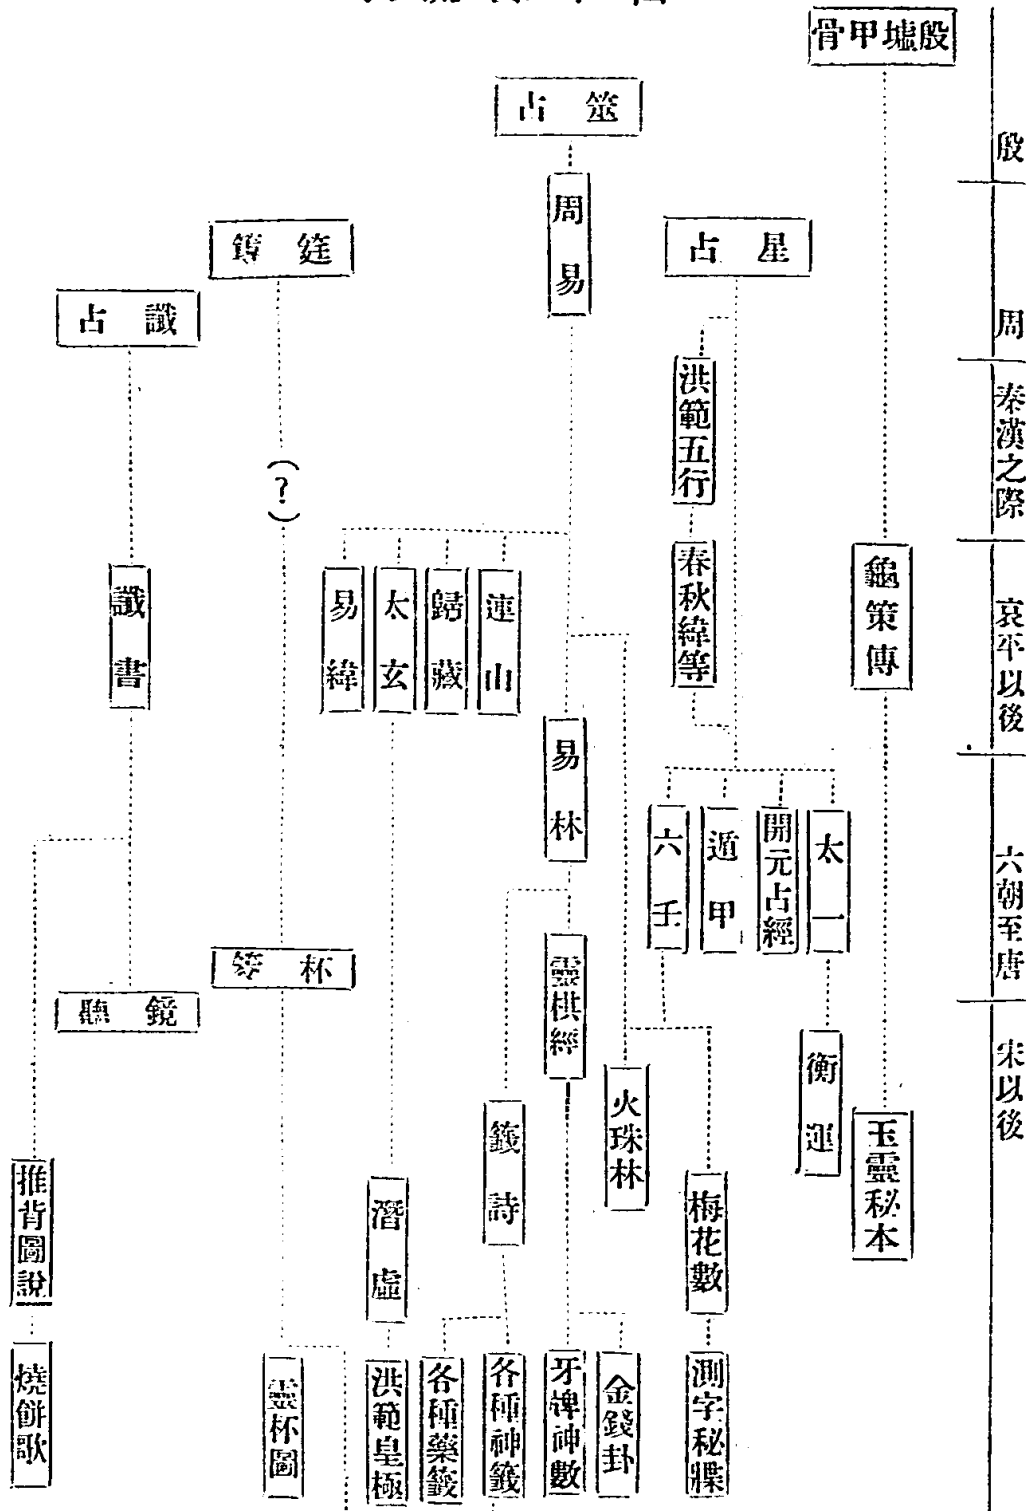 殷墟甲骨
筮占
周易
星占
筳篿
讖占
殷
周
秦漢之際
哀平以後
六朝至唐
宋以後
洪範五行
春秋緯等
龜策傳
(?)
讖書
連山
歸藏
太玄
易緯
易林
太一
開元占經
遁甲
六壬
杯珓
鏡聽
靈棋經
衡運
火珠林
玉靈秘本
籤詩
梅花數
潛虛
推背圖說
測字秘牒
金錢卦
牙牌神數
各種神籤
各種藥籤
洪範皇極
靈杯圖
燒餅歌